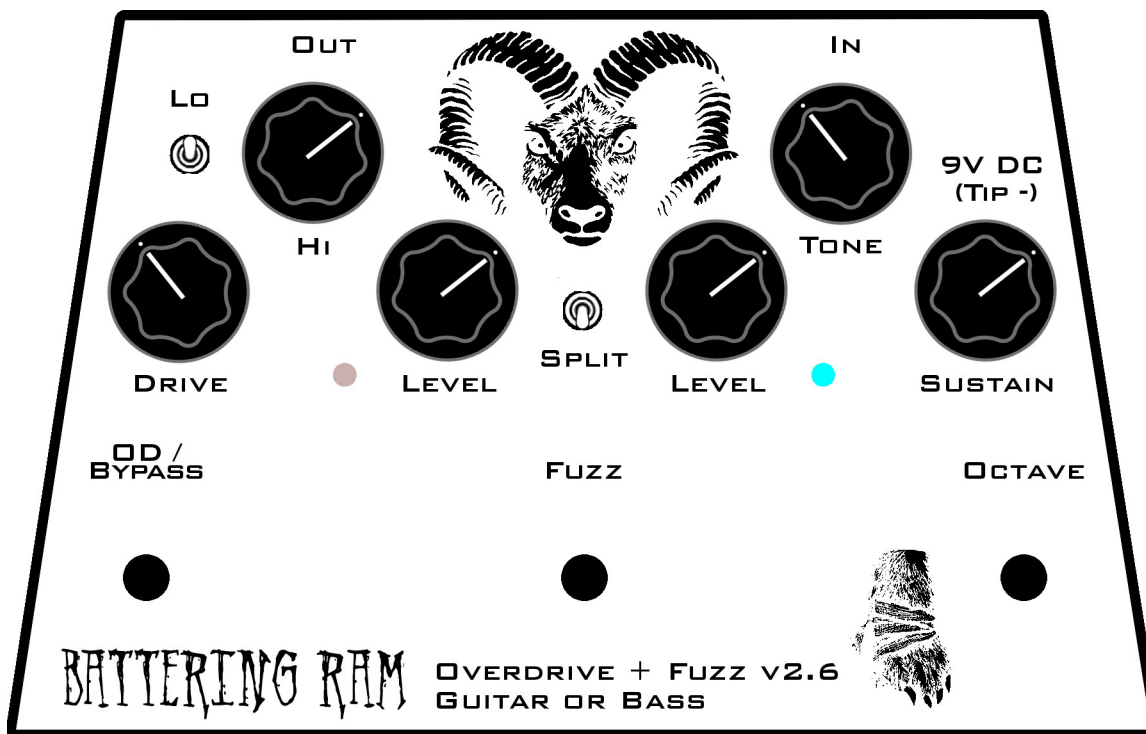 Out
In
Lo
9V DC
(Tip -)
Hi
Tone
Split
Drive
Level
Level
Sustain
OD /
Bypass
Fuzz
Octave
BATTERING RAM
Overdrive + Fuzz v2.6
Guitar or Bass